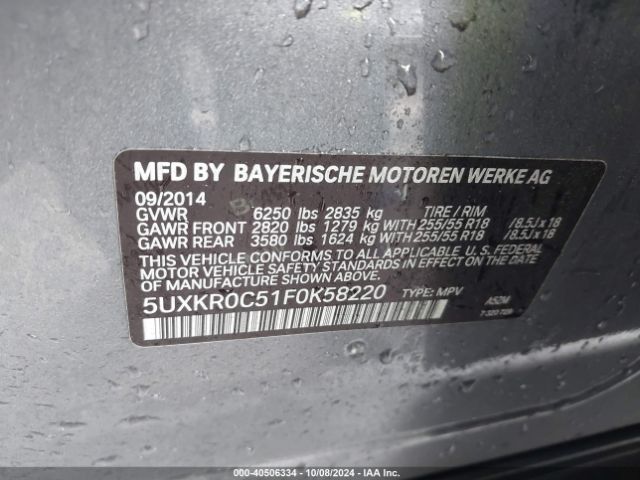 MFD BY BAYERISCHE MOTOREN WERKE AG
09/2014
GVWR 6250 lbs 2835 kg TIRE / RIM
GAWR FRONT 2820 lbs 1279 kg WITH 255/55 R18 /8.5J x 18
GAWR REAR 3580 lbs 1624 kg WITH 255/55 R18 /8.5J x 18
THIS VEHICLE CONFORMS TO ALL APPLICABLE U.S. FEDERAL
MOTOR VEHICLE SAFETY STANDARDS IN EFFECT ON THE DATE
OF MANUFACTURE SHOWN ABOVE.
5UXKR0C51F0K58220 TYPE: MPV
A52M
000-40506334 | 10/08/2024 | IAA Inc.